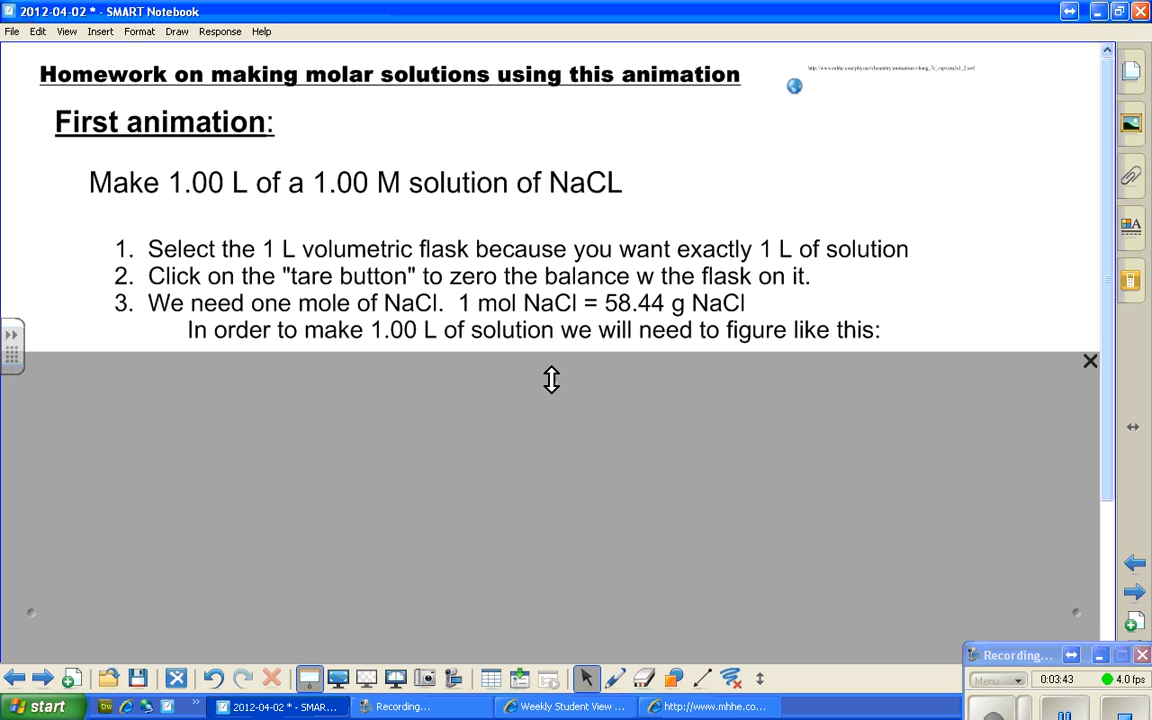 2012-04-02 * - SMART Notebook
File Edit View Insert Format Draw Response Help
Homework on making molar solutions using this animation
First animation:
Make 1.00 L of a 1.00 M solution of NaCL
1. Select the 1 L volumetric flask because you want exactly 1 L of solution
2. Click on the "tare button" to zero the balance w the flask on it.
3. We need one mole of NaCl. 1 mol NaCl = 58.44 g NaCl
In order to make 1.00 L of solution we will need to figure like this:
Recording...
Menu 0:03:43 4.0 fps
start Dw 2012-04-02 * - SMAR... Recording... Weekly Student View ... http://www.mhhe.co...